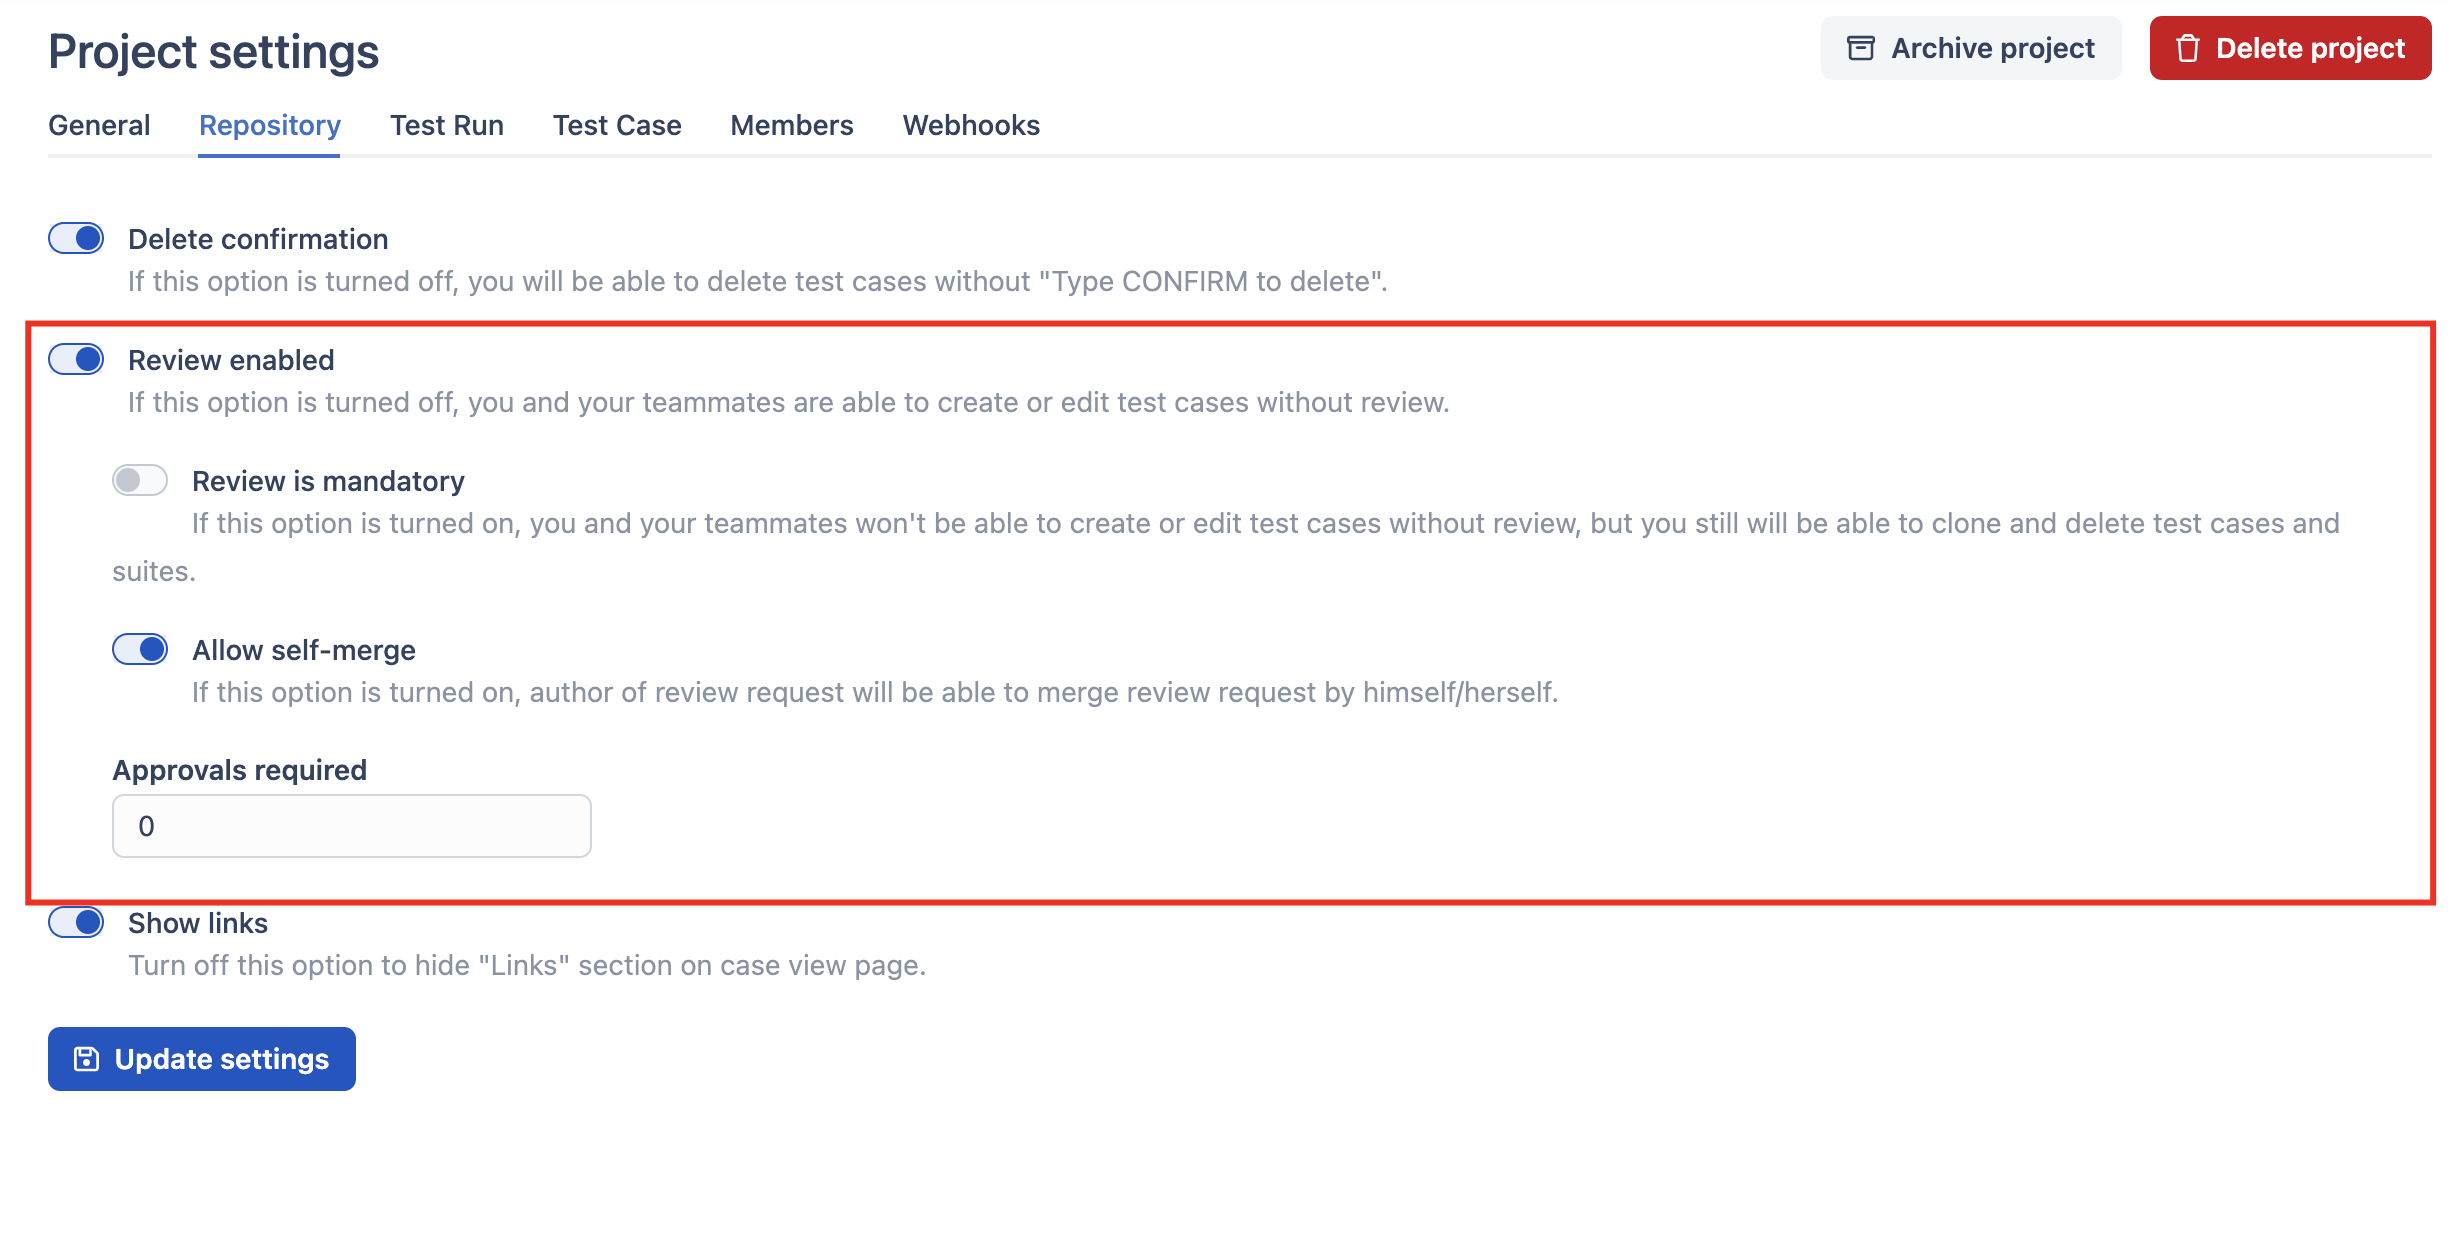 Project settings
Archive project
Delete project
General
Repository
Test Run
Test Case
Members
Webhooks
Delete confirmation
If this option is turned off, you will be able to delete test cases without "Type CONFIRM to delete".
Review enabled
If this option is turned off, you and your teammates are able to create or edit test cases without review.
Review is mandatory
If this option is turned on, you and your teammates won't be able to create or edit test cases without review, but you still will be able to clone and delete test cases and
suites.
Allow self-merge
If this option is turned on, author of review request will be able to merge review request by himself/herself.
Approvals required
0
Show links
Turn off this option to hide "Links" section on case view page.
Update settings